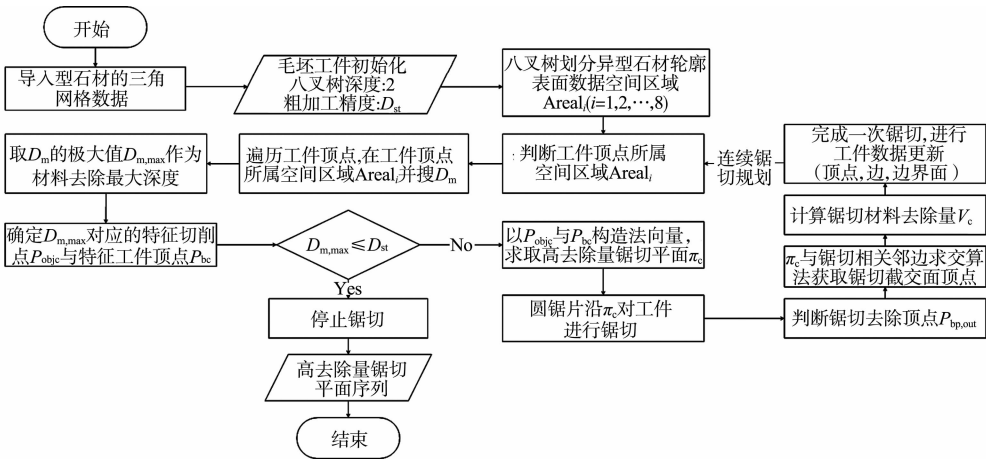 开始
导入型石材的三角
网格数据
毛坯工件初始化
八叉树深度:2
粗加工精度:Dst
八叉树划分异型石材轮廓
表面数据空间区域
Areali(i=1,2,…,8)
:判断工件顶点所属
空间区域Areali
遍历工件顶点,在工件顶点
所属空间区域Areali并搜Dm
取Dm的极大值Dm,max作为
材料去除最大深度
确定Dm,max对应的特征切削
点Pobjc与特征工件顶点Pbc
Dm,max≤Dst
No
Yes
以Pobjc与Pbc构造法向量,
求取高去除量锯切平面πc
圆锯片沿πc对工件
进行锯切
判断锯切去除顶点Pbp,out
πc与锯切相关邻边求交算
法获取锯切截交面顶点
计算锯切材料去除量Vc
完成一次锯切,进行
工件数据更新
(顶点,边,边界面)
连续锯
切规划
停止锯切
高去除量锯切
平面序列
结束